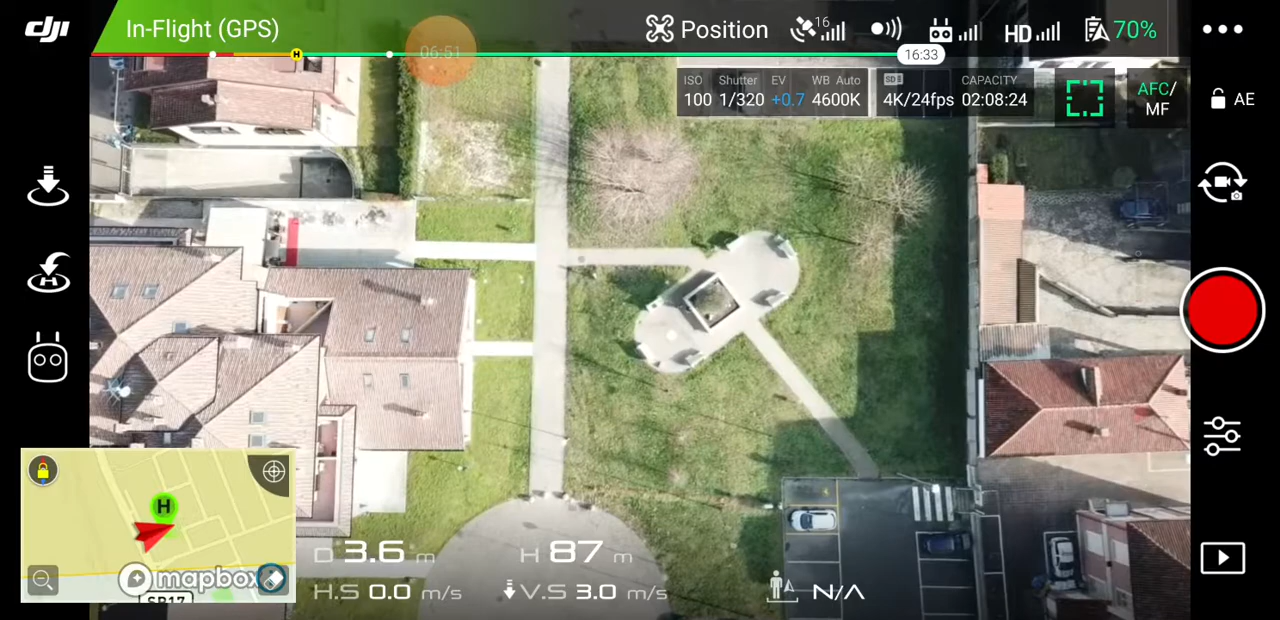 dji
In-Flight (GPS)
Position
16
HD
70%
06:51
16:33
H
ISO Shutter EV WB Auto
100 1/320 +0.7 4600K
SD CAPACITY
4K/24fps 02:08:24
AFC/
MF
AE
H
H
mapbox
SP17
D 3.6 m
H 87 m
H.S 0.0 m/s
V.S 3.0 m/s
N/A